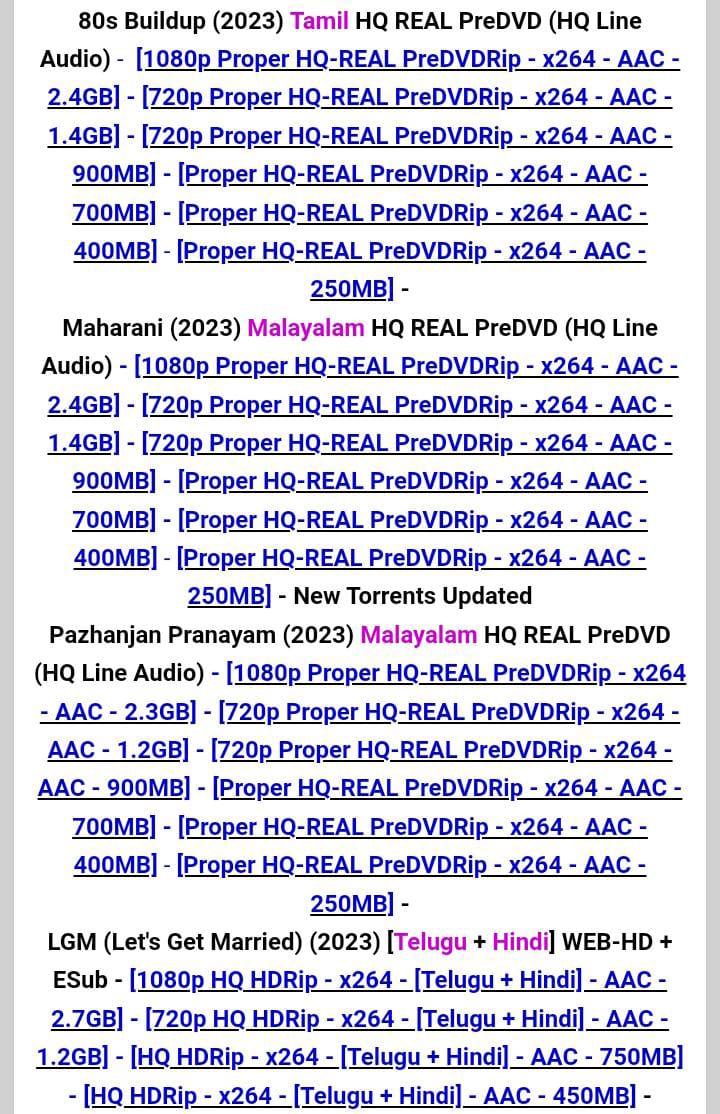 80s Buildup (2023) Tamil HQ REAL PreDVD (HQ Line
Audio) - [1080p Proper HQ-REAL PreDVDRip - x264 - AAC -
2.4GB] - [720p Proper HQ-REAL PreDVDRip - x264 - AAC -
1.4GB] - [720p Proper HQ-REAL PreDVDRip - x264 - AAC -
900MB] - [Proper HQ-REAL PreDVDRip - x264 - AAC -
700MB] - [Proper HQ-REAL PreDVDRip - x264 - AAC -
400MB] - [Proper HQ-REAL PreDVDRip - x264 - AAC -
250MB] -
Maharani (2023) Malayalam HQ REAL PreDVD (HQ Line
Audio) - [1080p Proper HQ-REAL PreDVDRip - x264 - AAC -
2.4GB] - [720p Proper HQ-REAL PreDVDRip - x264 - AAC -
1.4GB] - [720p Proper HQ-REAL PreDVDRip - x264 - AAC -
900MB] - [Proper HQ-REAL PreDVDRip - x264 - AAC -
700MB] - [Proper HQ-REAL PreDVDRip - x264 - AAC -
400MB] - [Proper HQ-REAL PreDVDRip - x264 - AAC -
250MB] - New Torrents Updated
Pazhanjan Pranayam (2023) Malayalam HQ REAL PreDVD
(HQ Line Audio) - [1080p Proper HQ-REAL PreDVDRip - x264
- AAC - 2.3GB] - [720p Proper HQ-REAL PreDVDRip - x264 -
AAC - 1.2GB] - [720p Proper HQ-REAL PreDVDRip - x264 -
AAC - 900MB] - [Proper HQ-REAL PreDVDRip - x264 - AAC -
700MB] - [Proper HQ-REAL PreDVDRip - x264 - AAC -
400MB] - [Proper HQ-REAL PreDVDRip - x264 - AAC -
250MB] -
LGM (Let's Get Married) (2023) [Telugu + Hindi] WEB-HD +
ESub - [1080p HQ HDRip - x264 - [Telugu + Hindi] - AAC -
2.7GB] - [720p HQ HDRip - x264 - [Telugu + Hindi] - AAC -
1.2GB] - [HQ HDRip - x264 - [Telugu + Hindi] - AAC - 750MB]
- [HQ HDRip - x264 - [Telugu + Hindi] - AAC - 450MB] -